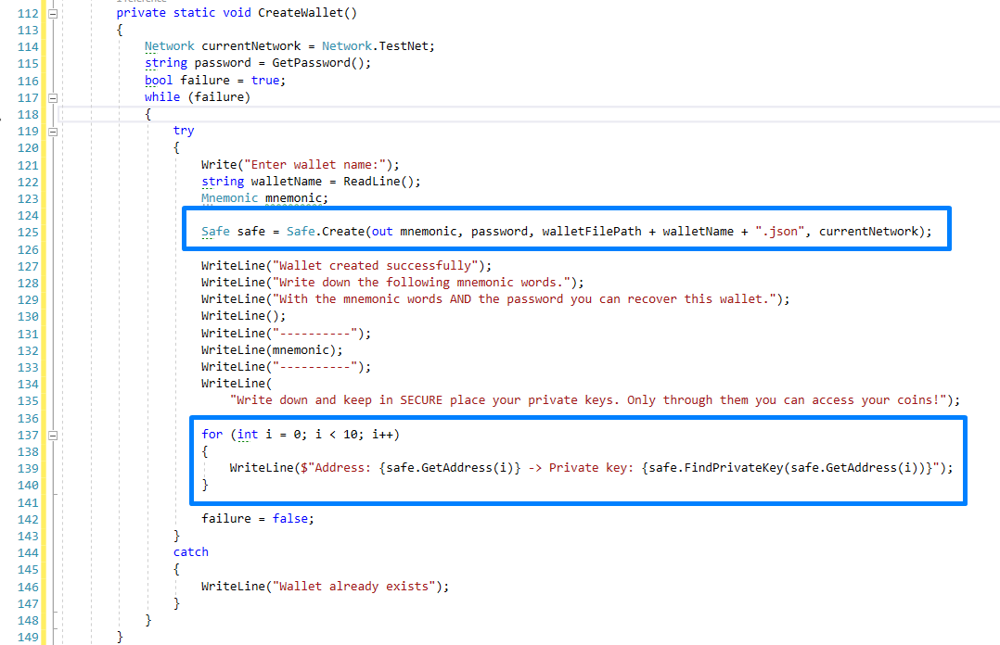 112 private static void CreateWallet()
113 {
114 Network currentNetwork = Network.TestNet;
115 string password = GetPassword();
116 bool failure = true;
117 while (failure)
118 {
119 try
120 {
121 Write("Enter wallet name:");
122 string walletName = ReadLine();
123 Mnemonic mnemonic;
124
125 Safe safe = Safe.Create(out mnemonic, password, walletFilePath + walletName + ".json", currentNetwork);
126
127 WriteLine("Wallet created successfully");
128 WriteLine("Write down the following mnemonic words.");
129 WriteLine("With the mnemonic words AND the password you can recover this wallet.");
130 WriteLine();
131 WriteLine("----------");
132 WriteLine(mnemonic);
133 WriteLine("----------");
134 WriteLine(
135 "Write down and keep in SECURE place your private keys. Only through them you can access your coins!");
136
137 for (int i = 0; i < 10; i++)
138 {
139 WriteLine($"Address: {safe.GetAddress(i)} -> Private key: {safe.FindPrivateKey(safe.GetAddress(i))}");
140 }
141
142 failure = false;
143 }
144 catch
145 {
146 WriteLine("Wallet already exists");
147 }
148 }
149 }